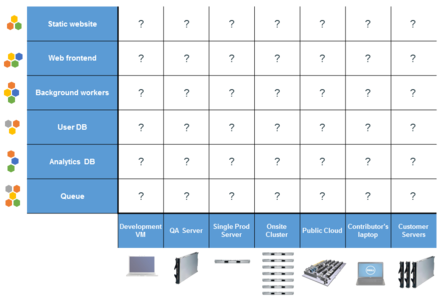 Static website ? ? ? ? ? ? ?
Web frontend ? ? ? ? ? ? ?
Background workers ? ? ? ? ? ? ?
User DB ? ? ? ? ? ? ?
Analytics DB ? ? ? ? ? ? ?
Queue ? ? ? ? ? ? ?
Development
VM
QA Server
Single Prod
Server
Onsite
Cluster
Public Cloud
Contributor's
laptop
Customer
Servers